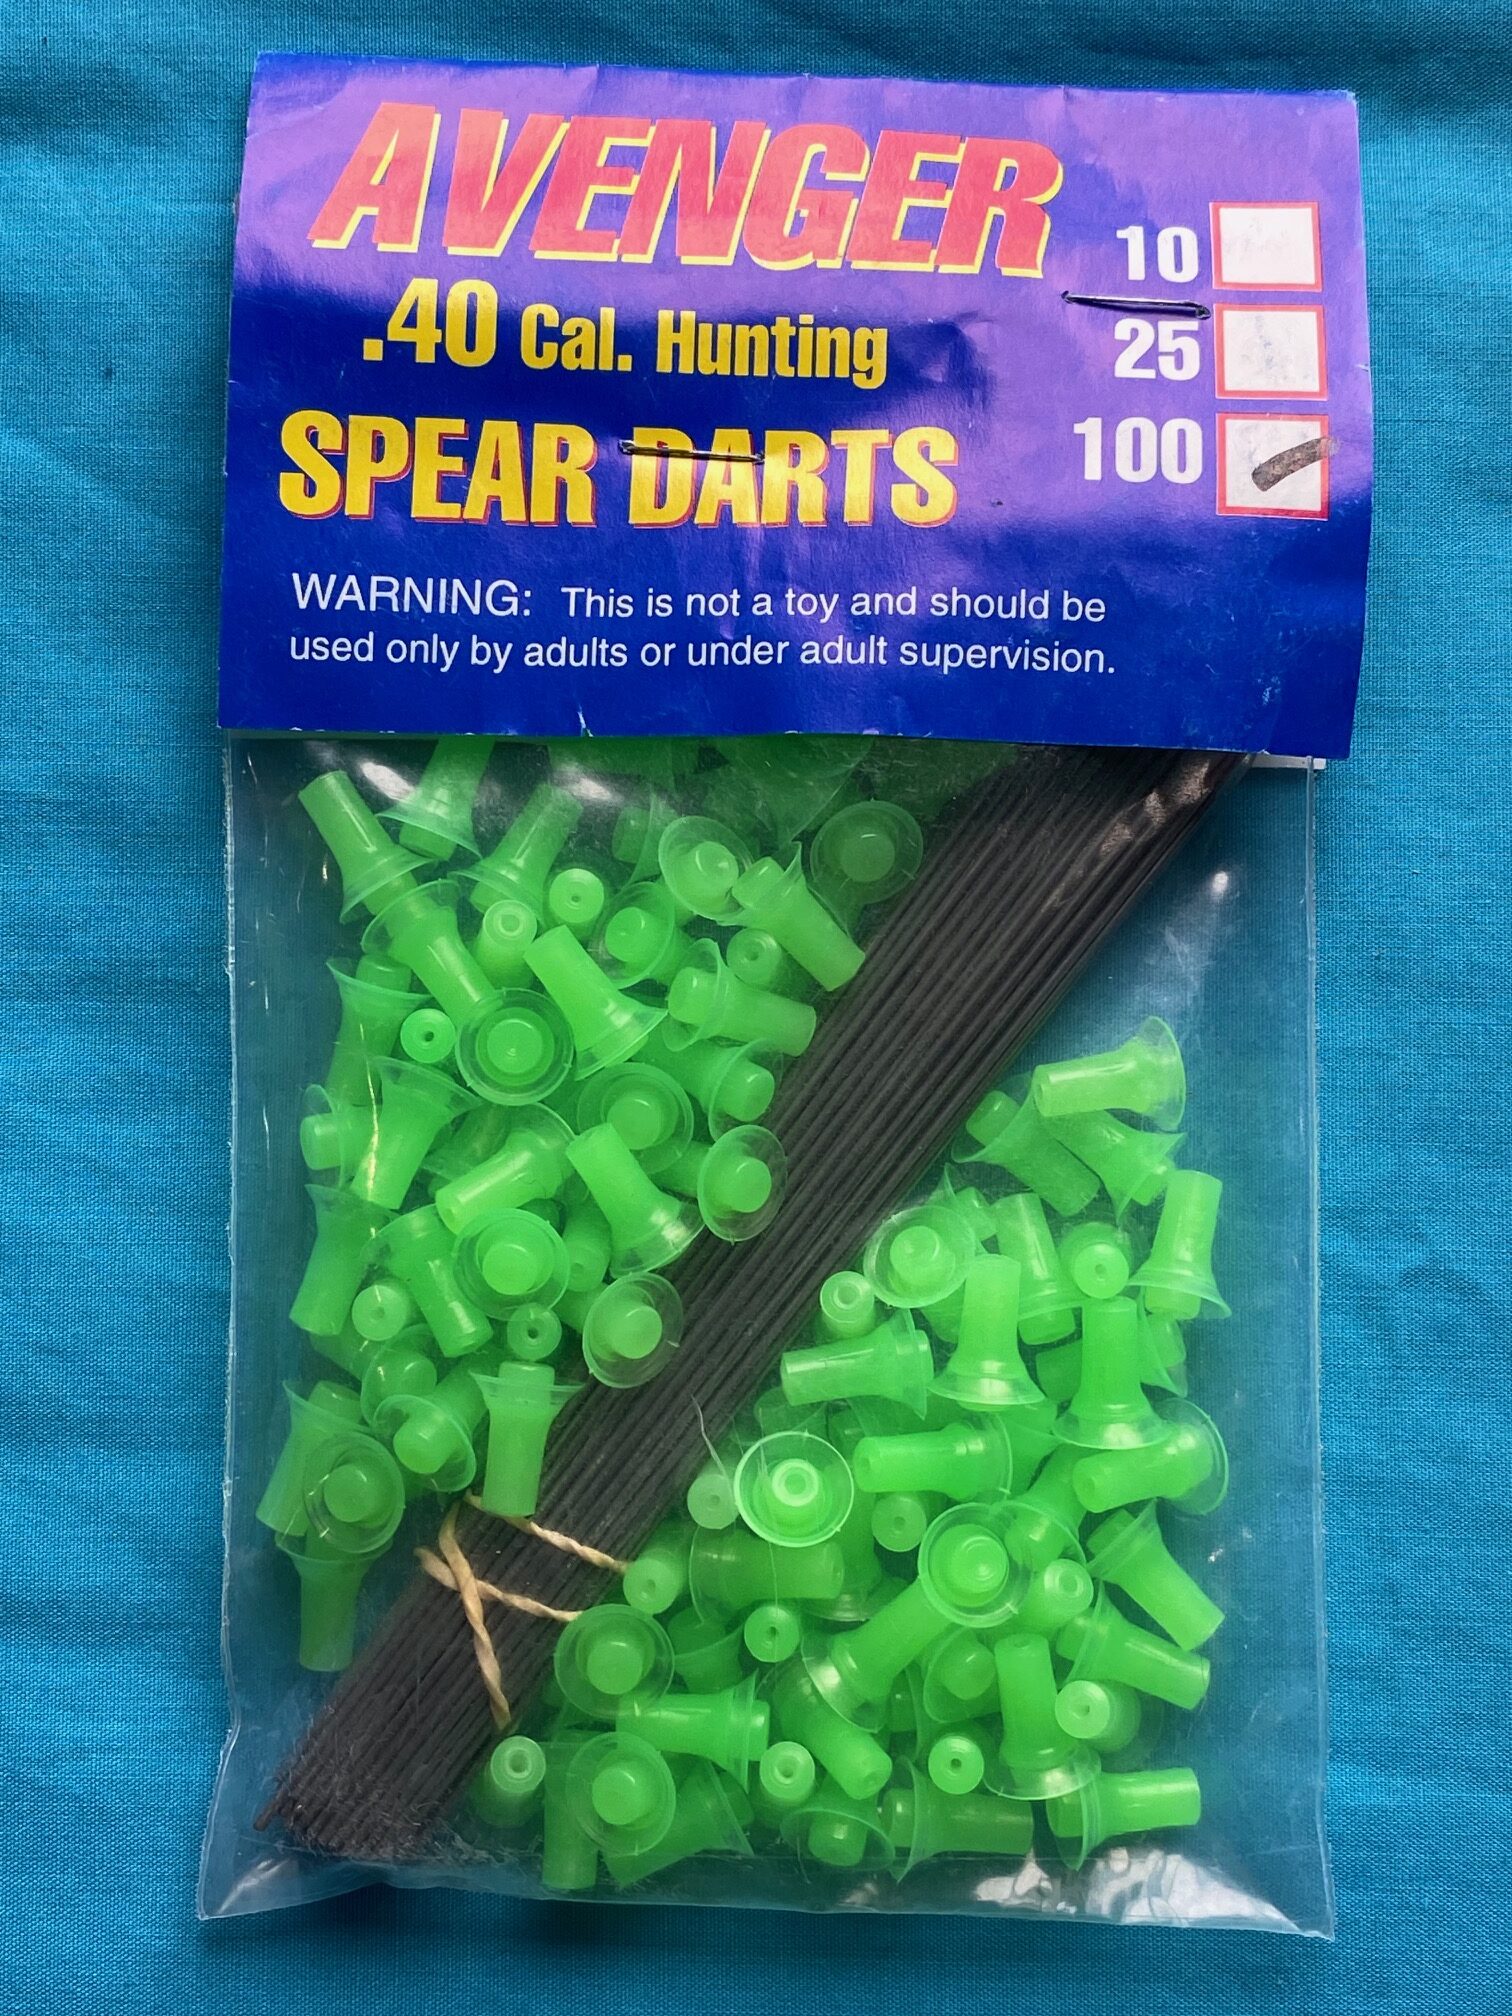 AVENGER
.40 Cal. Hunting
SPEAR DARTS
10
25
100
WARNING: This is not a toy and should be
used only by adults or under adult supervision.